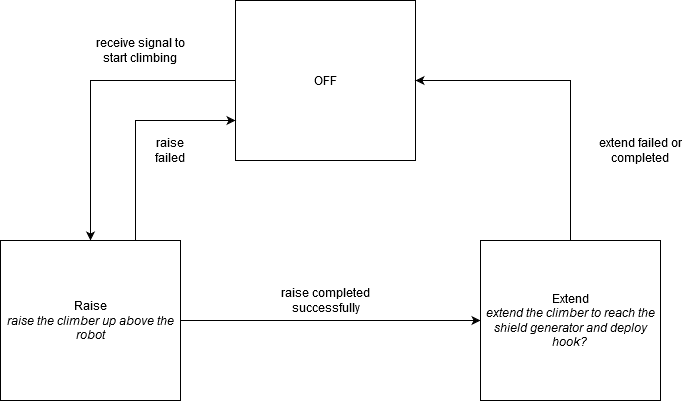 receive signal to
start climbing
OFF
raise
failed
extend failed or
completed
Raise
raise the climber up above the
robot
raise completed
successfully
Extend
extend the climber to reach the
shield generator and deploy
hook?